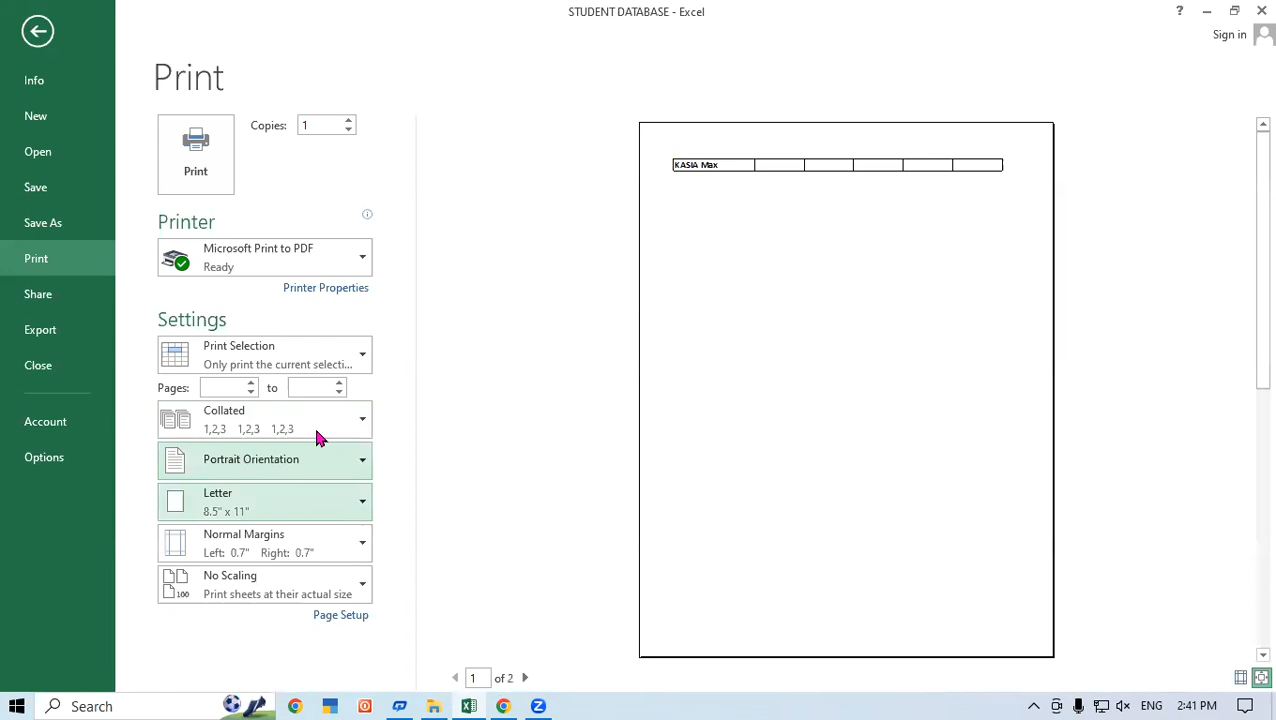 STUDENT DATABASE - Excel
?
Sign in
Info
New
Open
Save
Save As
Print
Share
Export
Close
Account
Options
Print
Print
Copies: 1
Printer
Microsoft Print to PDF
Ready
Printer Properties
Settings
Print Selection
Only print the current selecti...
Pages: to
Collated
1,2,3 1,2,3 1,2,3
Portrait Orientation
Letter
8.5" x 11"
Normal Margins
Left: 0.7" Right: 0.7"
No Scaling
Print sheets at their actual size
100
Page Setup
KASIA Max
1 of 2
Search
ENG
2:41 PM